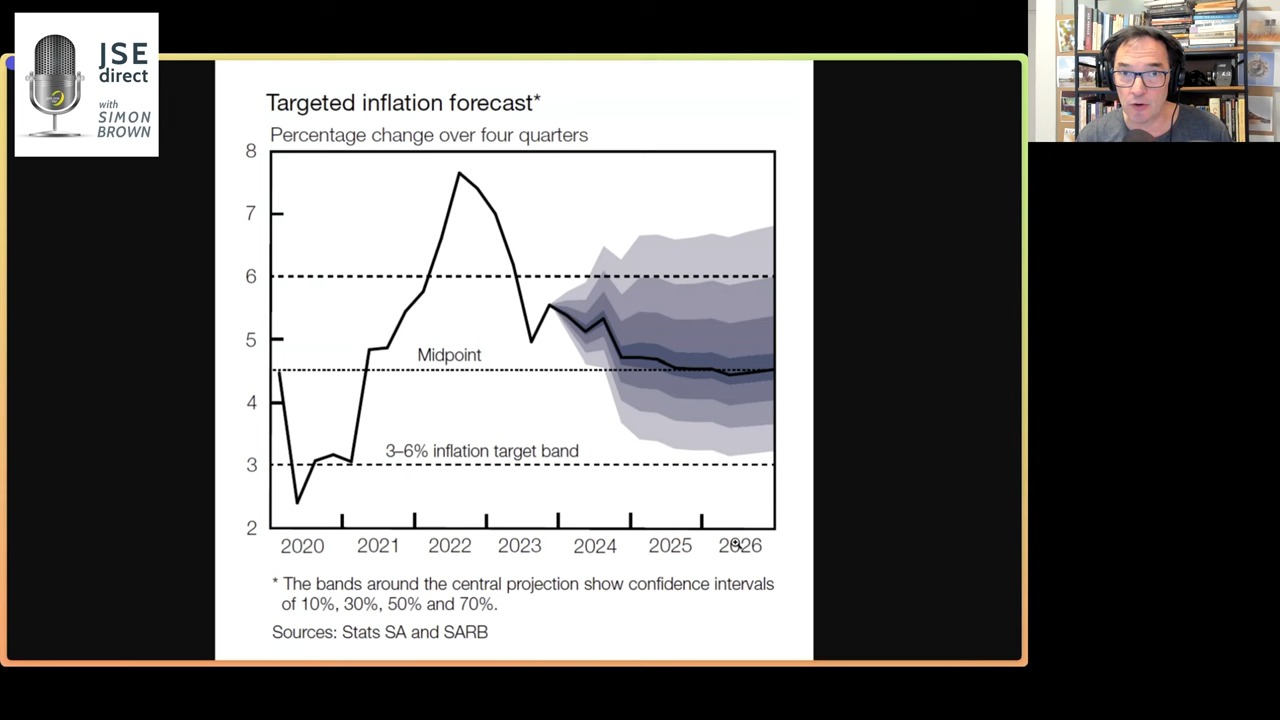 JSE
direct
with
SIMON
BROWN
Targeted inflation forecast*
Percentage change over four quarters
8
7
6
5
Midpoint
4
3–6% inflation target band
3
2
2020 2021 2022 2023 2024 2025 2026
* The bands around the central projection show confidence intervals
of 10%, 30%, 50% and 70%.
Sources: Stats SA and SARB